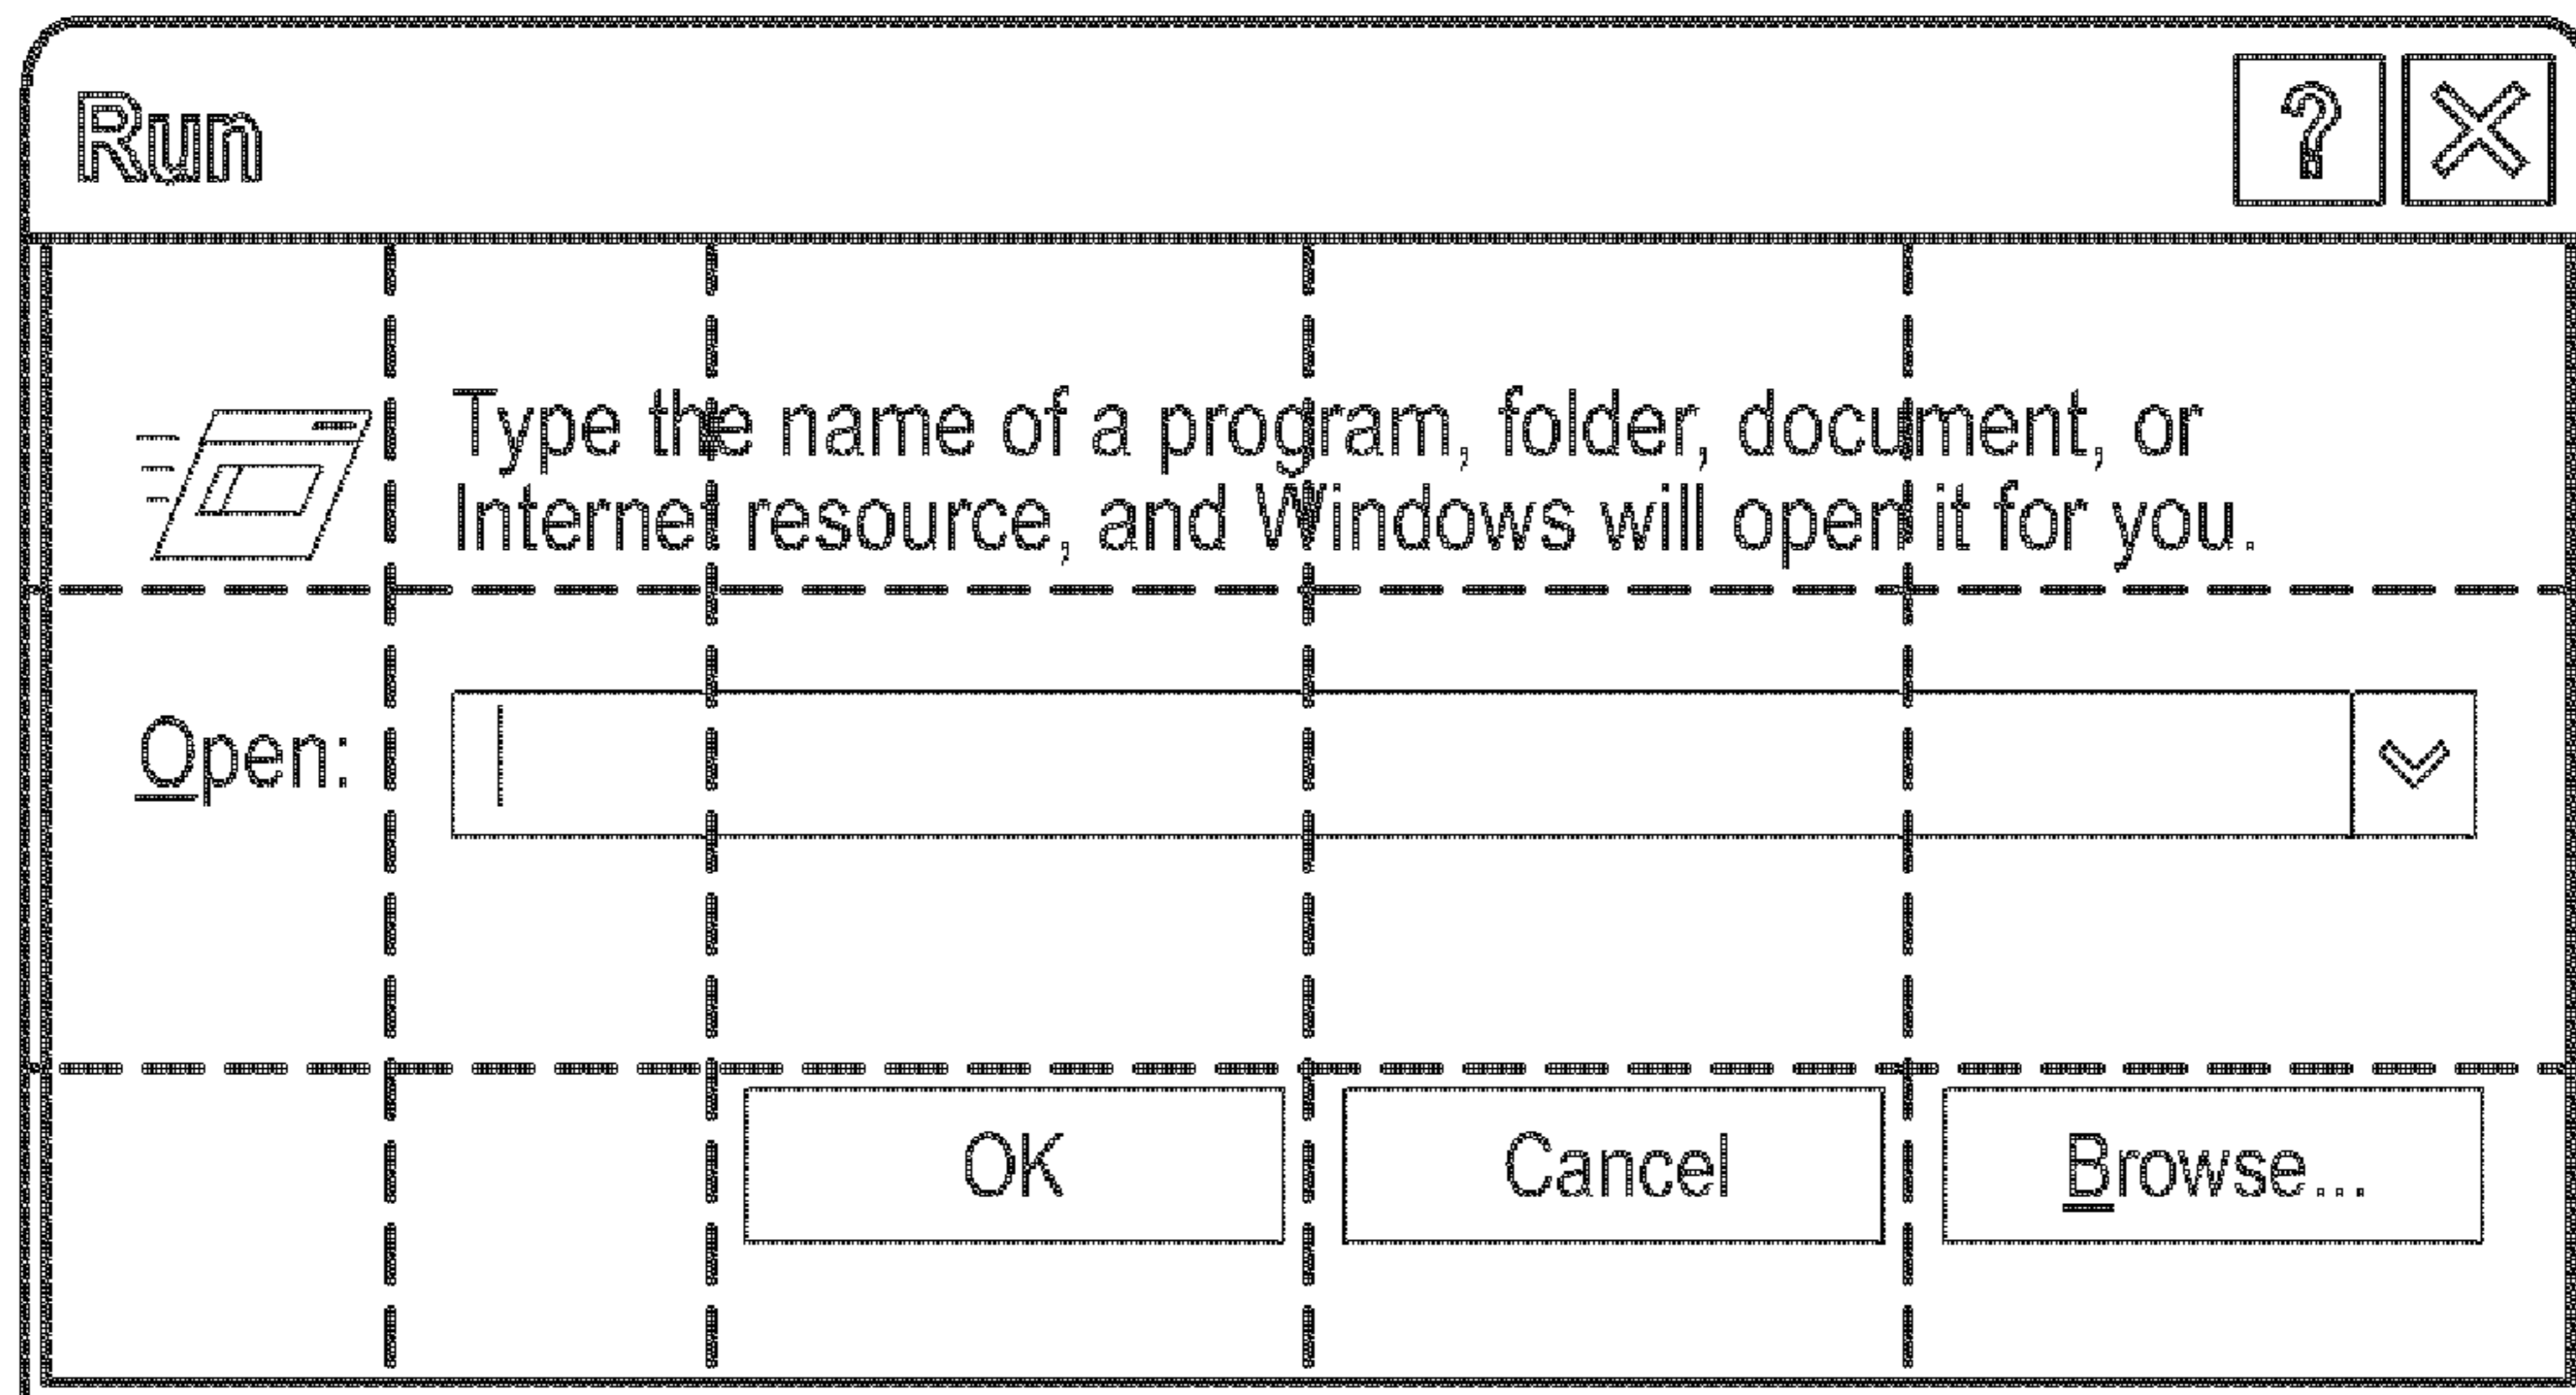 Run
?
Type the name of a program, folder, document, or
Internet resource, and Windows will open it for you.
Open:
OK
Cancel
Browse...